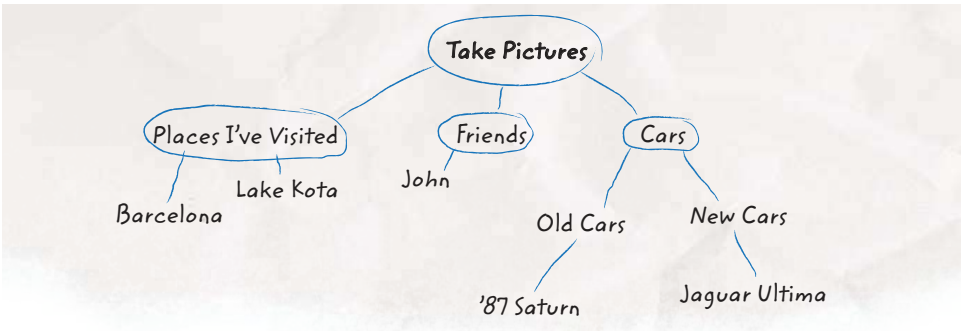 Take Pictures
Places I've Visited
Friends
Cars
Barcelona
Lake Kota
John
Old Cars
New Cars
'87 Saturn
Jaguar Ultima